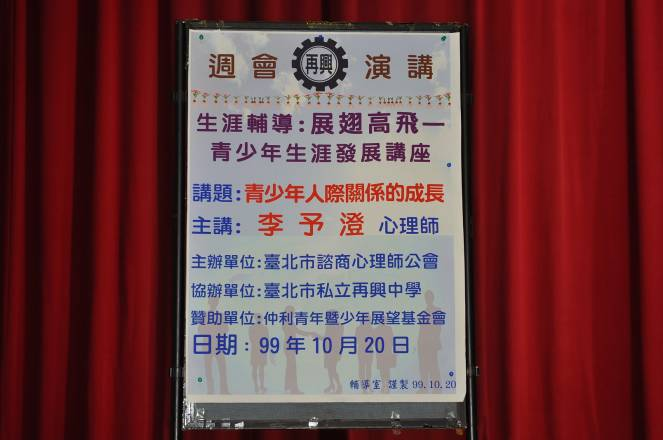 週會 再興 演講
生涯輔導:展翅高飛—
青少年生涯發展講座
講題:青少年人際關係的成長
主講:李予澄 心理師
主辦單位:臺北市諮商心理師公會
協辦單位:臺北市私立再興中學
贊助單位:仲利青年暨少年展望基金會
日期:99年10月20日
輔導室 謹製 99.10.20